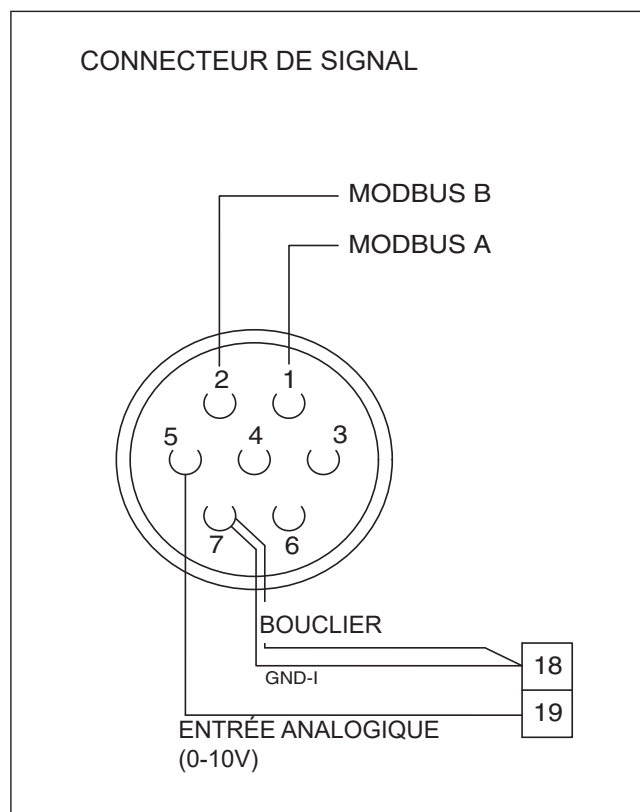 CONNECTEUR DE SIGNAL
MODBUS B
MODBUS A
2 1
5 4 3
7 6
BOUCLIER
18
GND-I
19
ENTRÉE ANALOGIQUE
(0-10V)